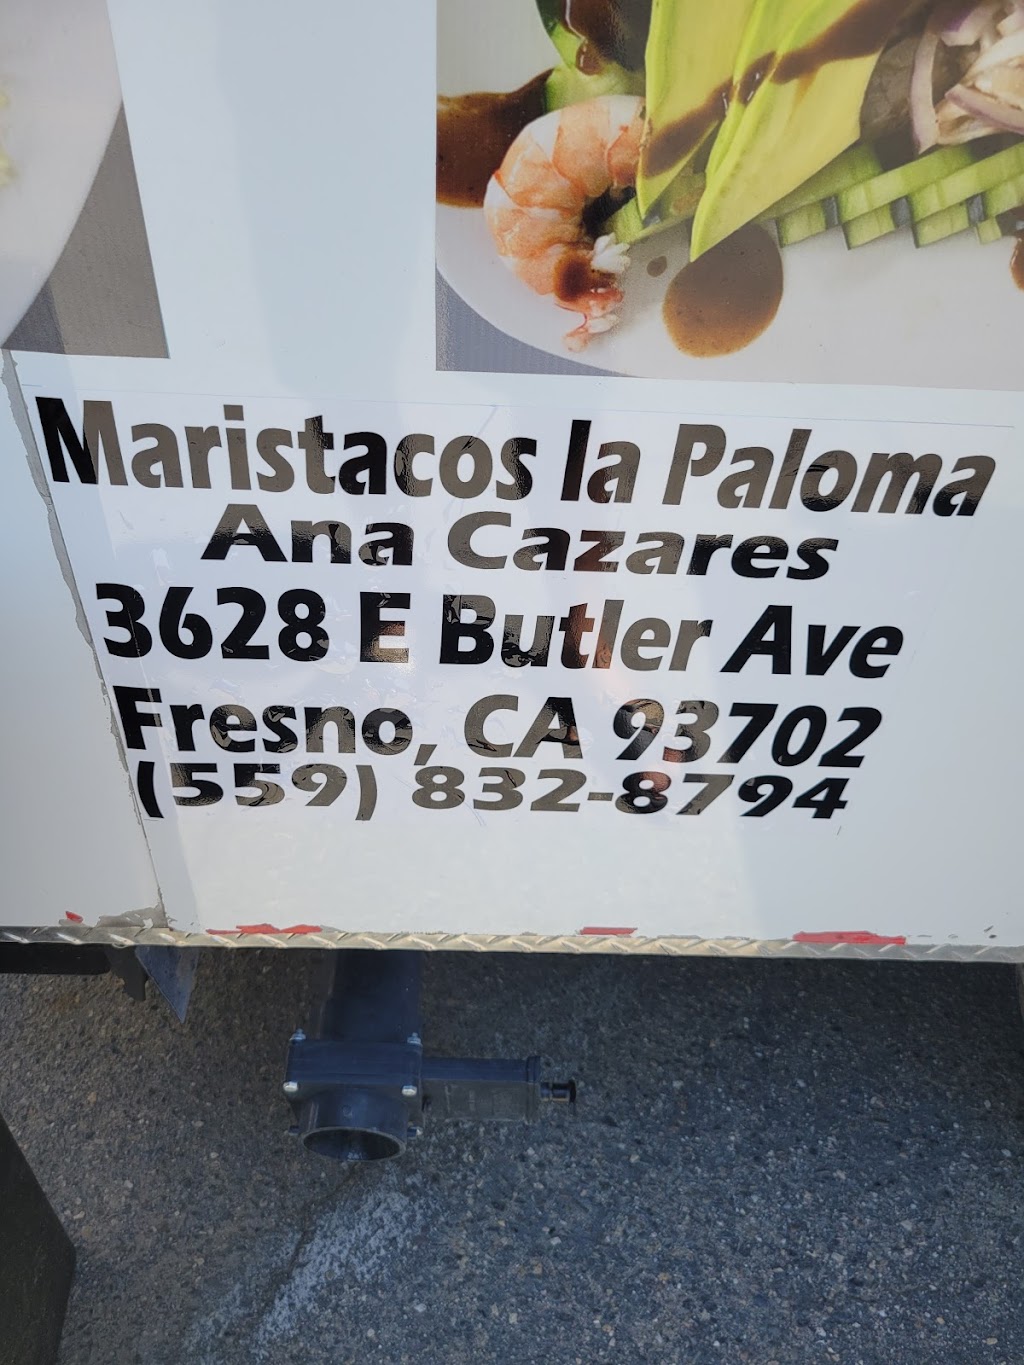 Maristacos la Paloma
Ana Cazares
3628 E Butler Ave
Fresno, CA 93702
(559) 832-8794